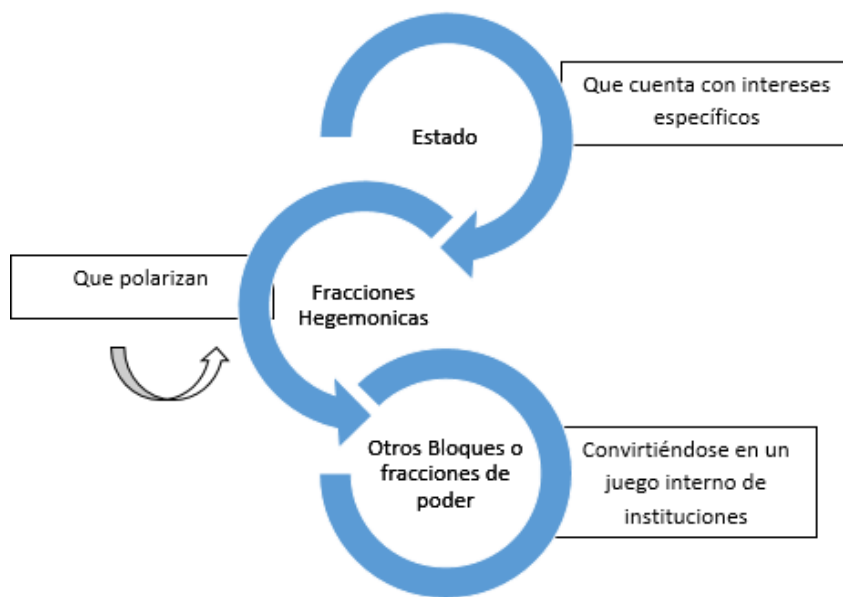 Que cuenta con intereses
específicos
Estado
Que polarizan
Fracciones
Hegemonicas
Otros Bloques o
fracciones de
poder
Convirtiéndose en un
juego interno de
instituciones